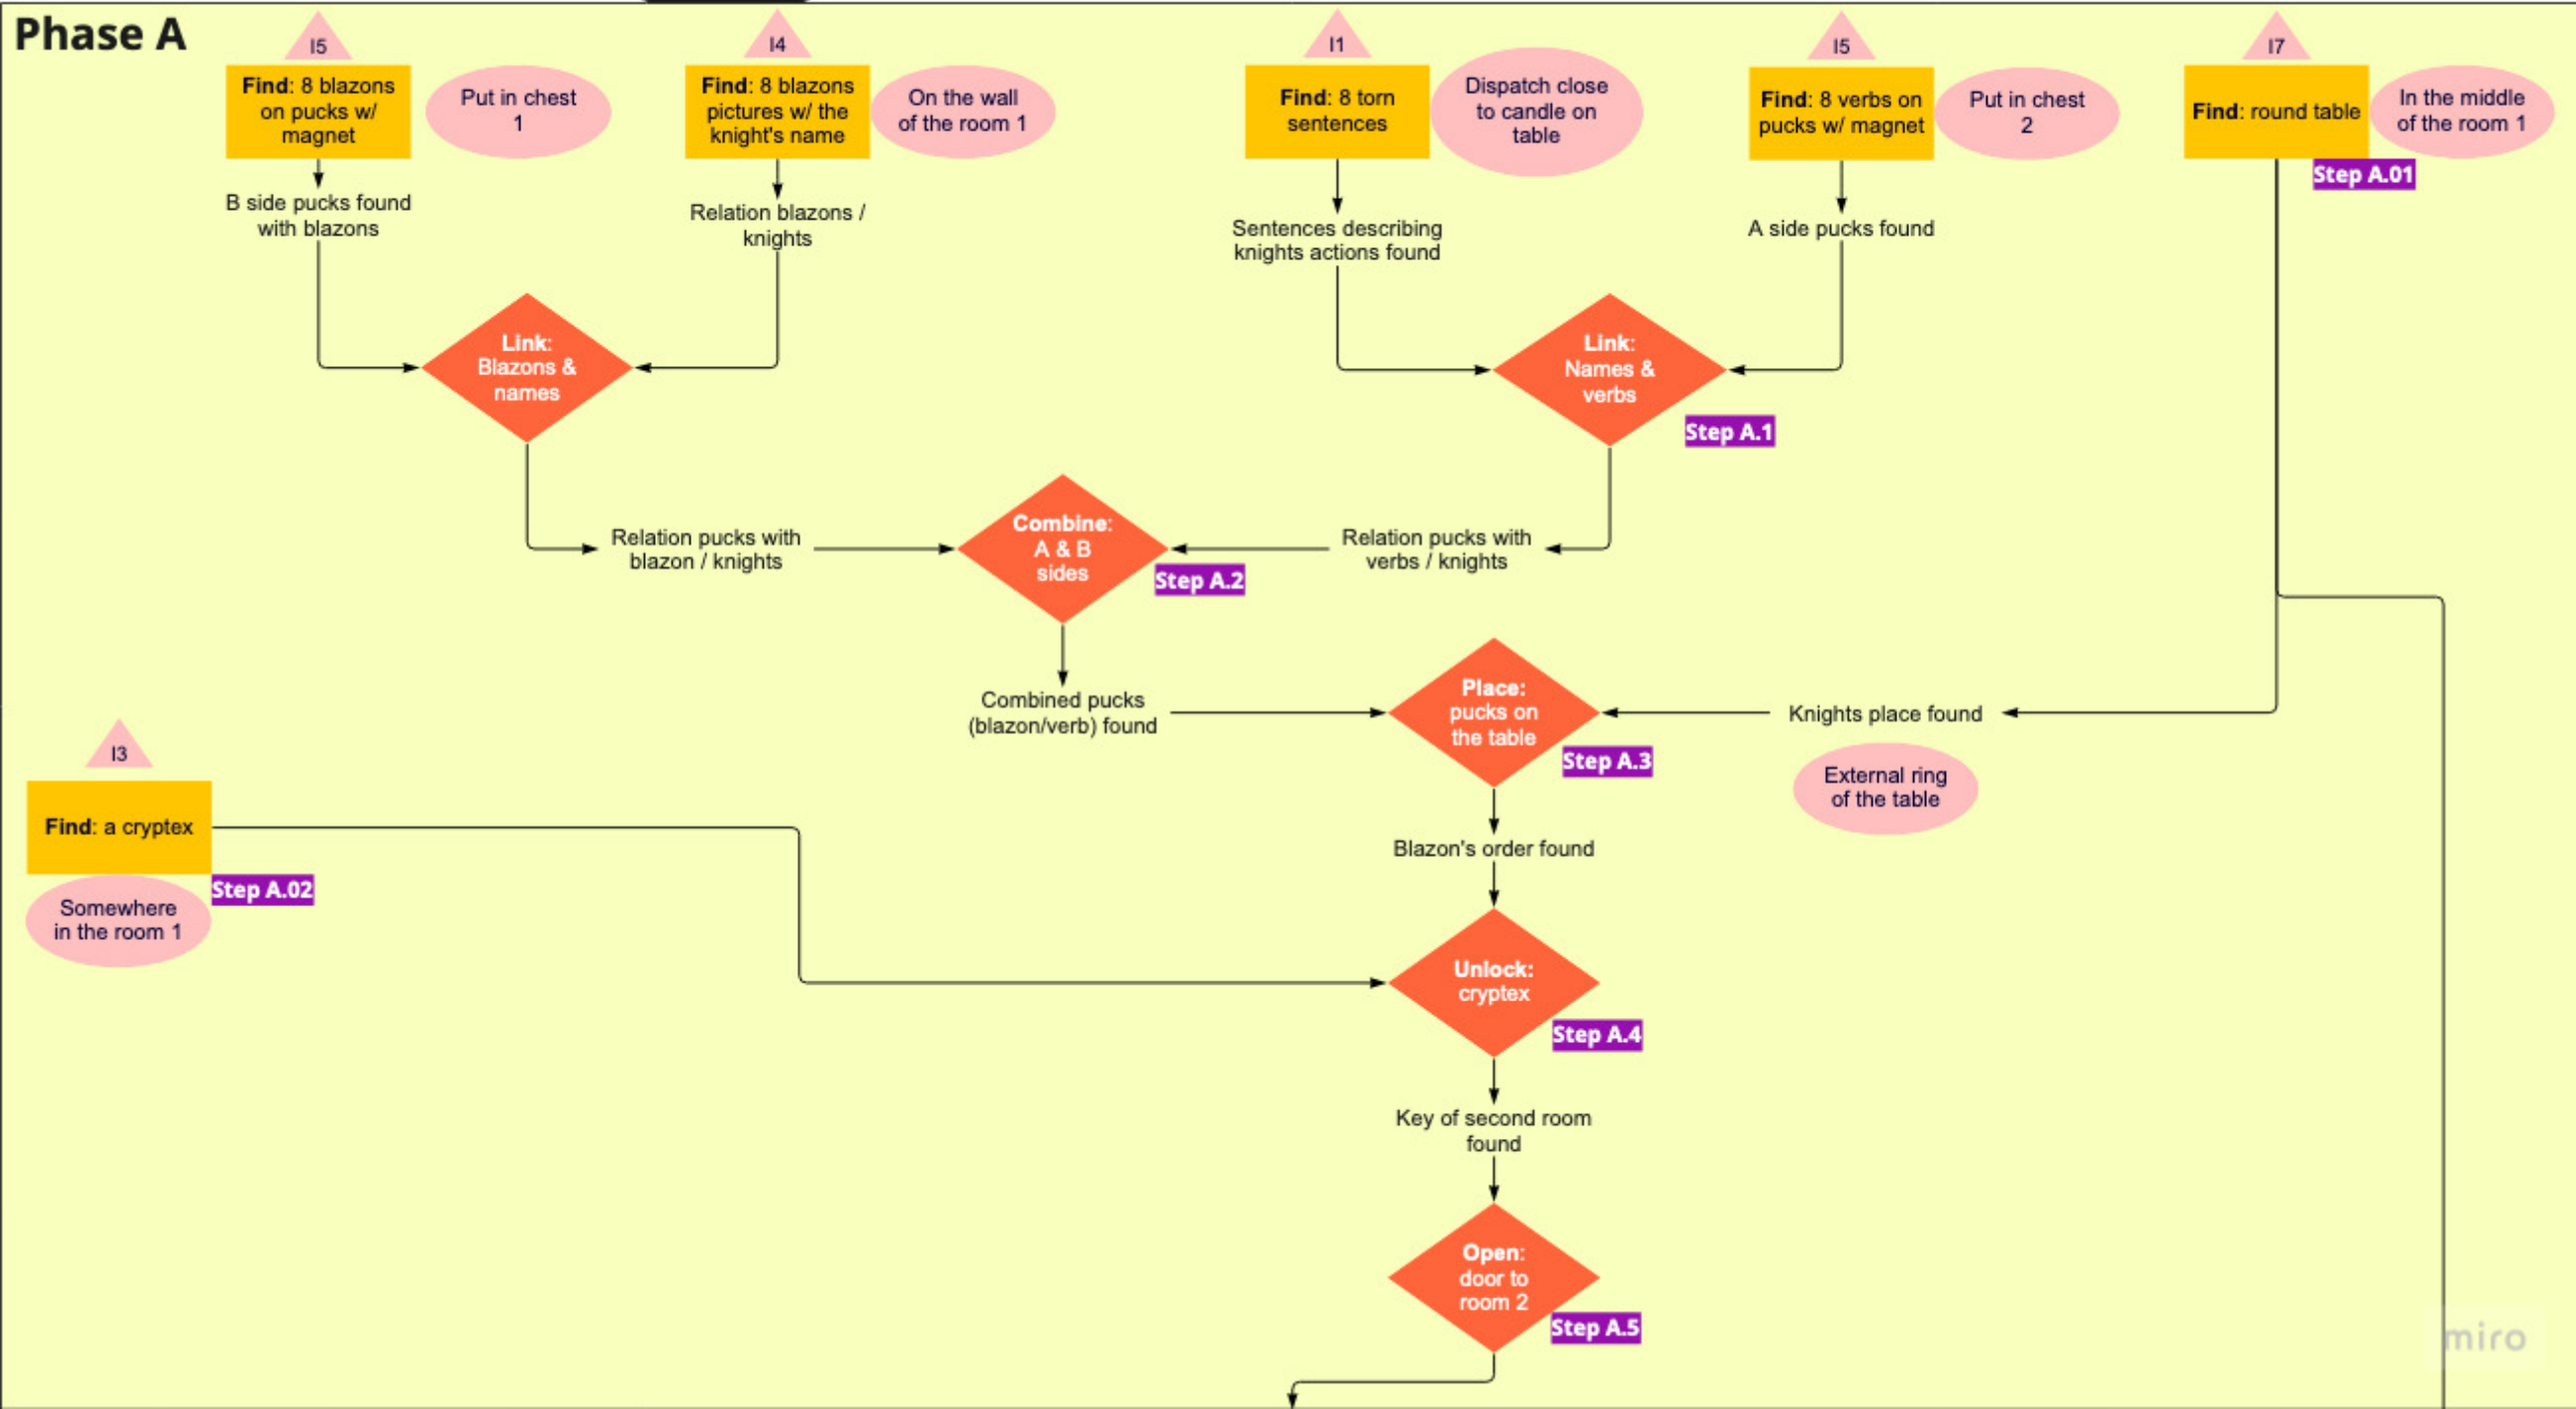 Phase A
I5
Find: 8 blazons
on pucks w/
magnet
Put in chest
1
I4
Find: 8 blazons
pictures w/ the
knight's name
On the wall
of the room 1
I1
Find: 8 torn
sentences
Dispatch close
to candle on
table
I5
Find: 8 verbs on
pucks w/ magnet
Put in chest
2
I7
Find: round table
In the middle
of the room 1
Step A.01
B side pucks found
with blazons
Relation blazons /
knights
Sentences describing
knights actions found
A side pucks found
Link:
Blazons &
names
Link:
Names &
verbs
Step A.1
Relation pucks with
blazon / knights
Combine:
A & B
sides
Step A.2
Relation pucks with
verbs / knights
Combined pucks
(blazon/verb) found
Place:
pucks on
the table
Step A.3
Knights place found
External ring
of the table
I3
Find: a cryptex
Step A.02
Somewhere
in the room 1
Blazon's order found
Unlock:
cryptex
Step A.4
Key of second room
found
Open:
door to
room 2
Step A.5
miro